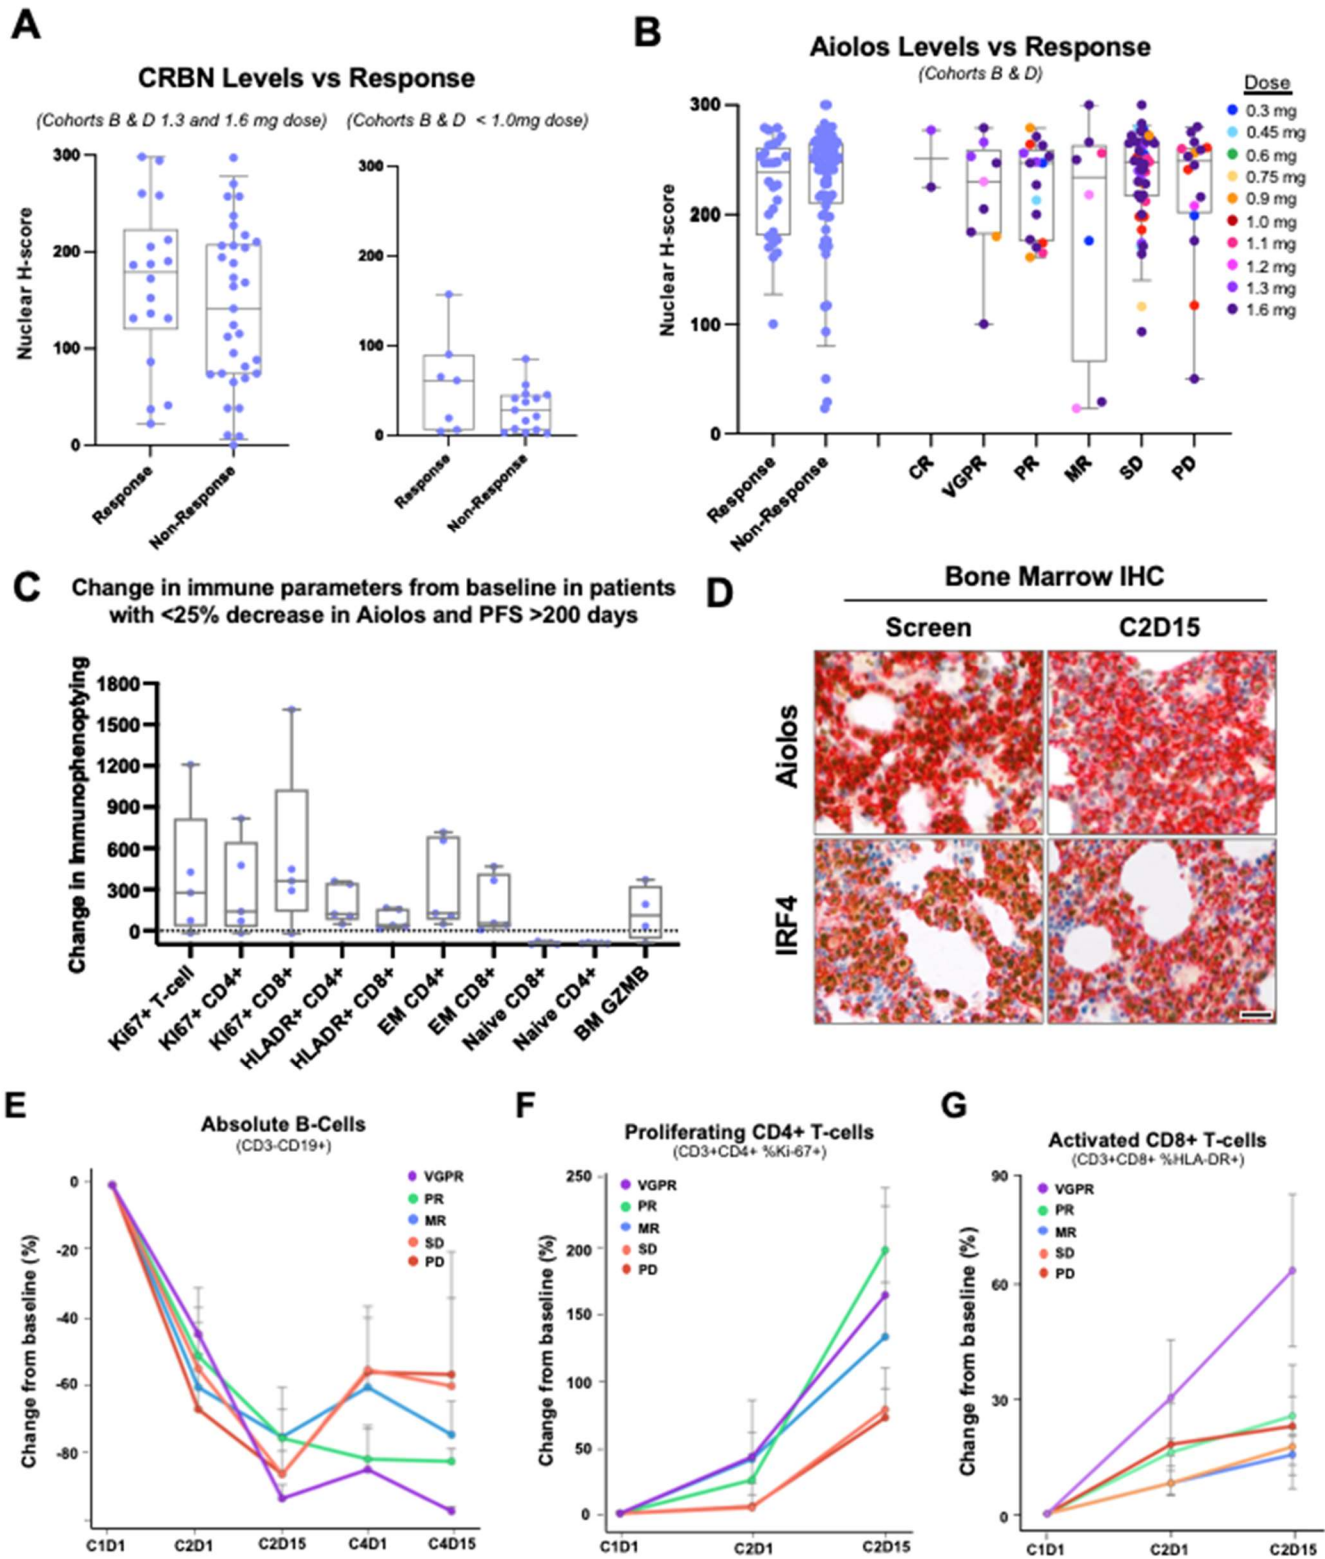 A
CRBN Levels vs Response
(Cohorts B & D 1.3 and 1.6 mg dose)
(Cohorts B & D < 1.0mg dose)
Nuclear H-score
300
200
100
0
Response
Non-Response
300
200
100
0
Response
Non-Response
B
Aiolos Levels vs Response
(Cohorts B & D)
Nuclear H-score
300
200
100
0
Response
Non-Response
CR
VGPR
PR
MR
SD
PD
Dose
0.3 mg
0.45 mg
0.6 mg
0.75 mg
0.9 mg
1.0 mg
1.1 mg
1.2 mg
1.3 mg
1.6 mg
C
Change in immune parameters from baseline in patients
with <25% decrease in Aiolos and PFS >200 days
Change in Immunophenoptying
1800
1500
1200
900
600
300
0
Ki67+ T-cell
Ki67+ CD4+
Ki67+ CD8+
HLADR+ CD4+
HLADR+ CD8+
EM CD4+
EM CD8+
Naive CD8+
Naive CD4+
BM GZMB
D
Bone Marrow IHC
Screen
C2D15
Aiolos
IRF4
E
Absolute B-Cells
(CD3-CD19+)
Change from baseline (%)
0
-20
-40
-60
-80
C1D1
C2D1
C2D15
C4D1
C4D15
VGPR
PR
MR
SD
PD
F
Proliferating CD4+ T-cells
(CD3+CD4+ %Ki-67+)
Change from baseline (%)
250
200
150
100
50
0
C1D1
C2D1
C2D15
VGPR
PR
MR
SD
PD
G
Activated CD8+ T-cells
(CD3+CD8+ %HLA-DR+)
Change from baseline (%)
90
60
30
0
C1D1
C2D1
C2D15
VGPR
PR
MR
SD
PD